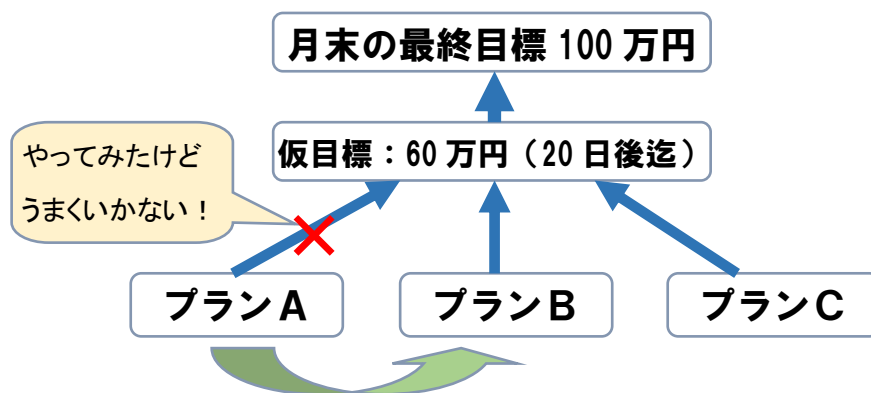 月末の最終目標 100 万円
仮目標：60 万円（20 日後迄）
やってみたけど
うまくいかない！
プランA
プランB
プランC